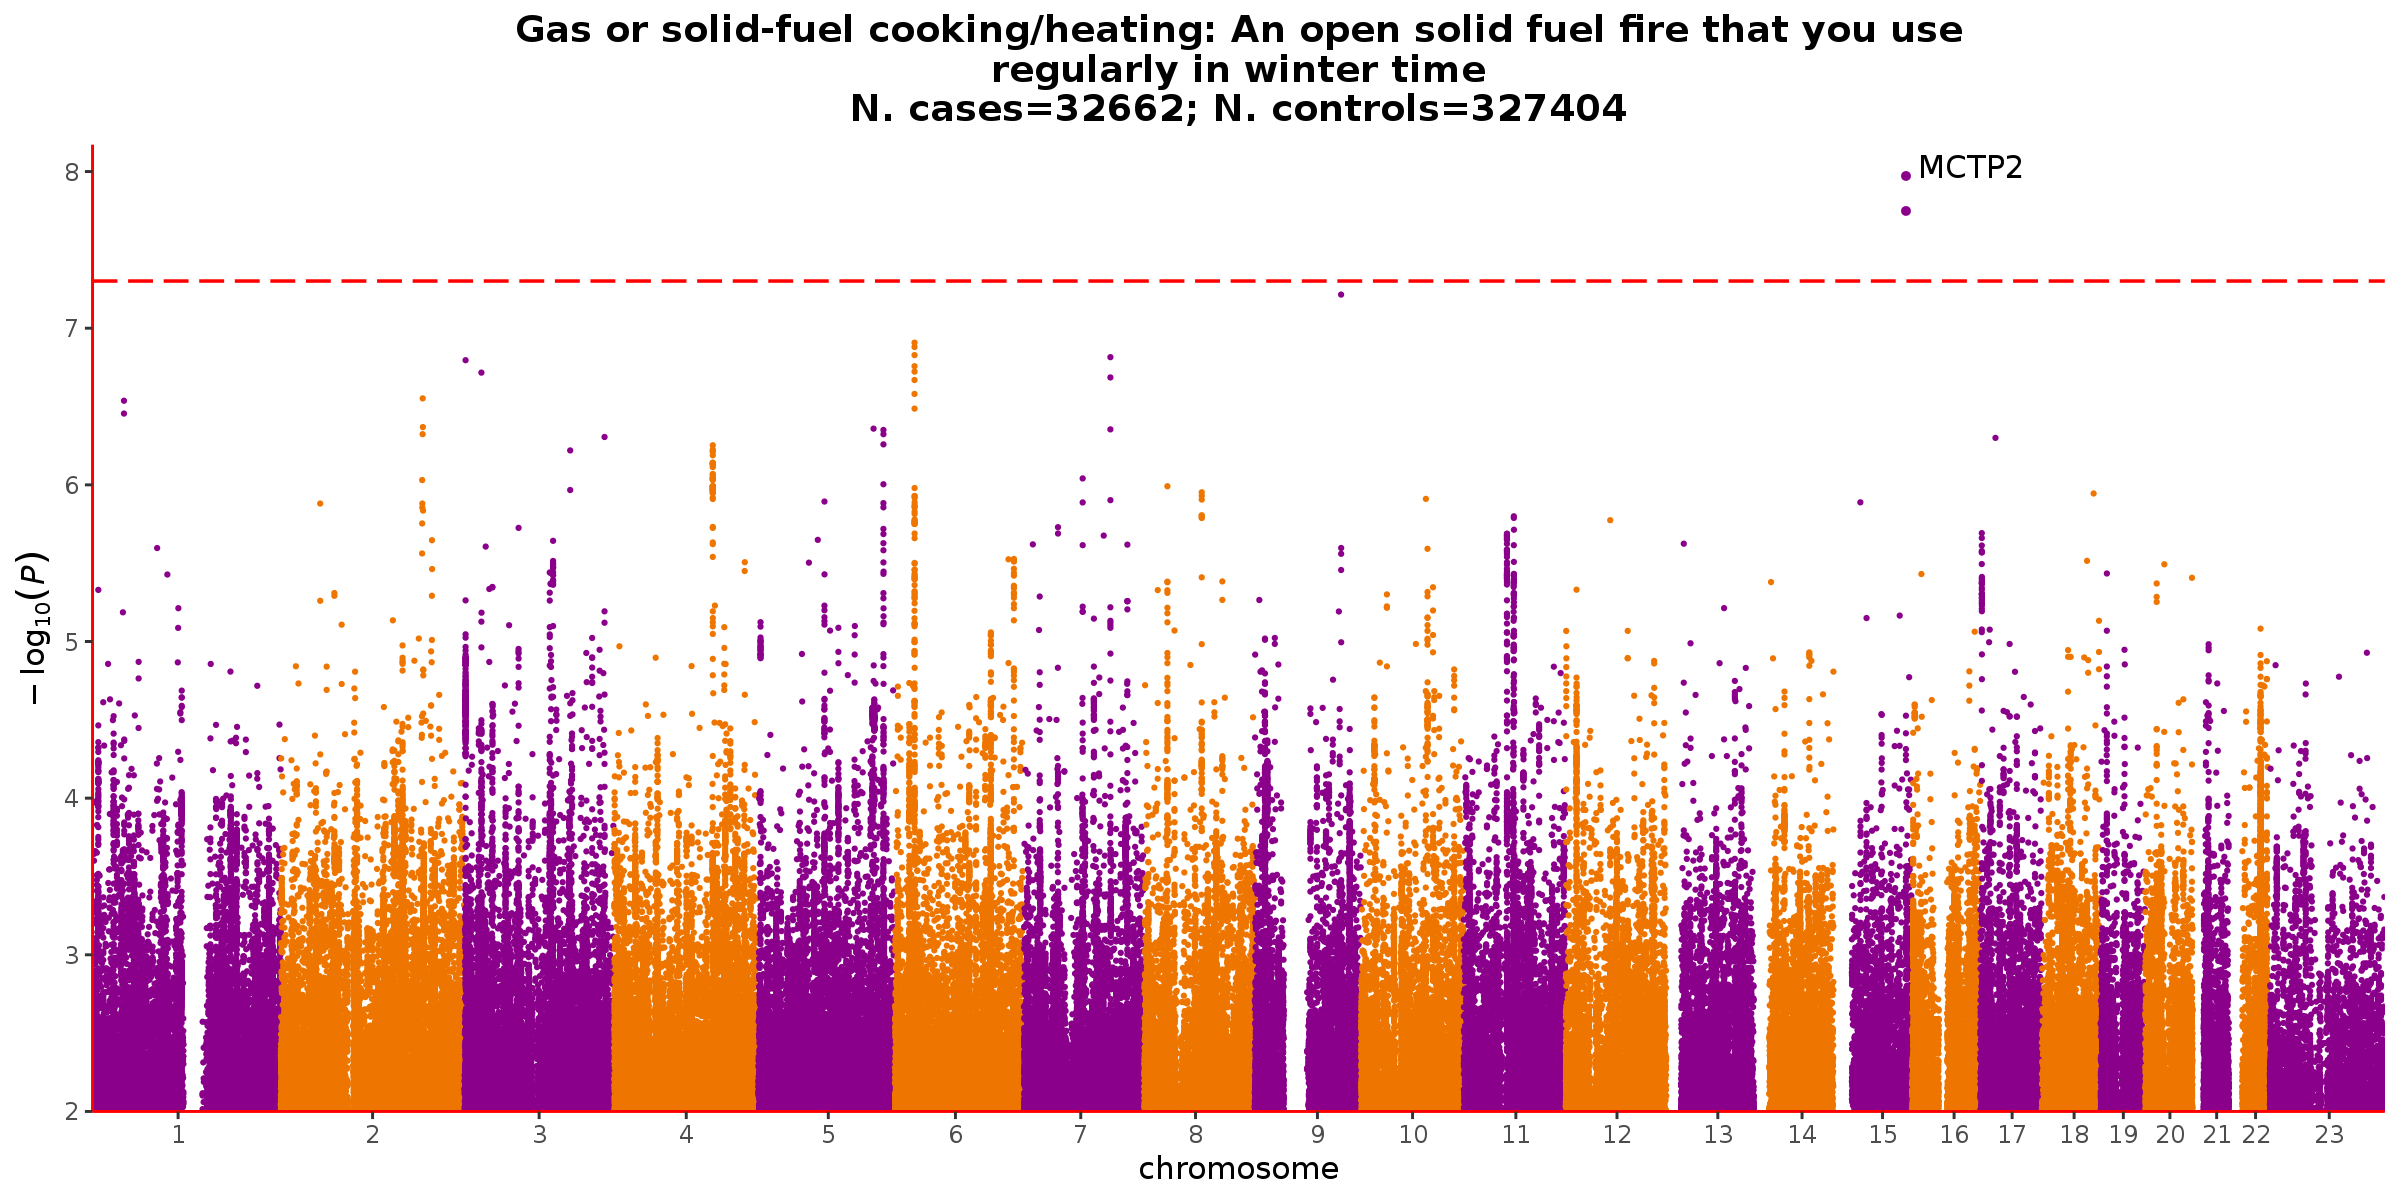 Gas or solid-fuel cooking/heating: An open solid fuel fire that you use
regularly in winter time
N. cases=32662; N. controls=327404
MCTP2
8
7
6
5
4
3
2
− log10(P)
1 2 3 4 5 6 7 8 9 10 11 12 13 14 15 16 17 18 19 20 21 22 23
chromosome